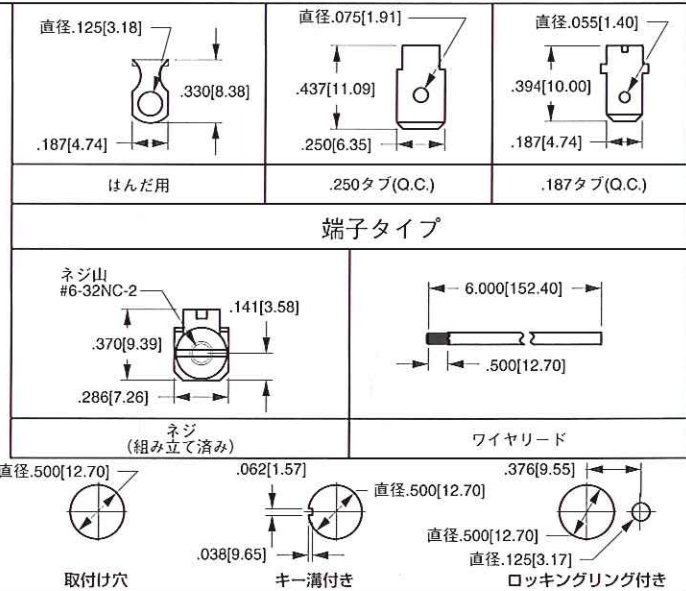 直径.125[3.18]
.330[8.38]
.187[4.74]
はんだ用
直径.075[1.91]
.437[11.09]
.250[6.35]
.250タブ(Q.C.)
直径.055[1.40]
.394[10.00]
.187[4.74]
.187タブ(Q.C.)
端子タイプ
ネジ山
#6-32NC-2
.141[3.58]
.370[9.39]
.286[7.26]
ネジ
(組み立て済み)
6.000[152.40]
.500[12.70]
ワイヤリード
直径.500[12.70]
取付け穴
.062[1.57]
直径.500[12.70]
.038[9.65]
キー溝付き
.376[9.55]
直径.500[12.70]
直径.125[3.17]
ロッキングリング付き